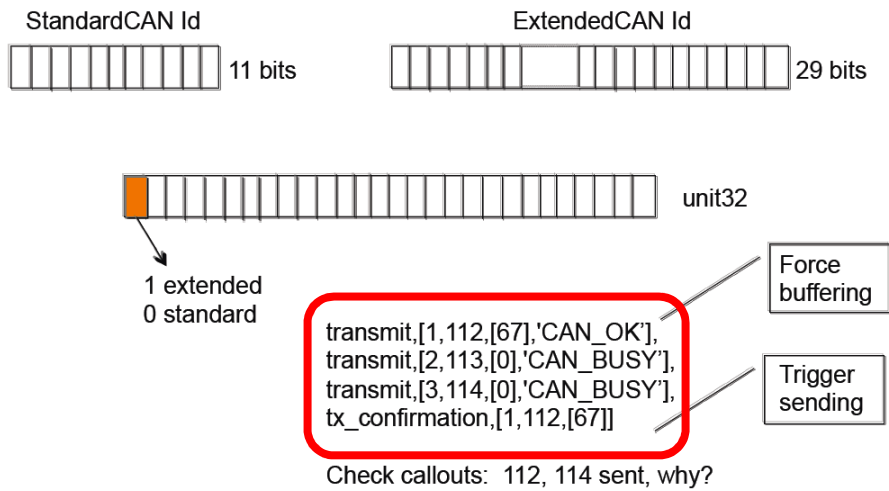 StandardCAN Id
ExtendedCAN Id
11 bits
29 bits
unit32
1 extended
0 standard
Force
buffering
transmit,[1,112,[67],'CAN_OK’],
transmit,[2,113,[0],'CAN_BUSY’],
transmit,[3,114,[0],'CAN_BUSY’],
tx_confirmation,[1,112,[67]]
Trigger
sending
Check callouts: 112, 114 sent, why?